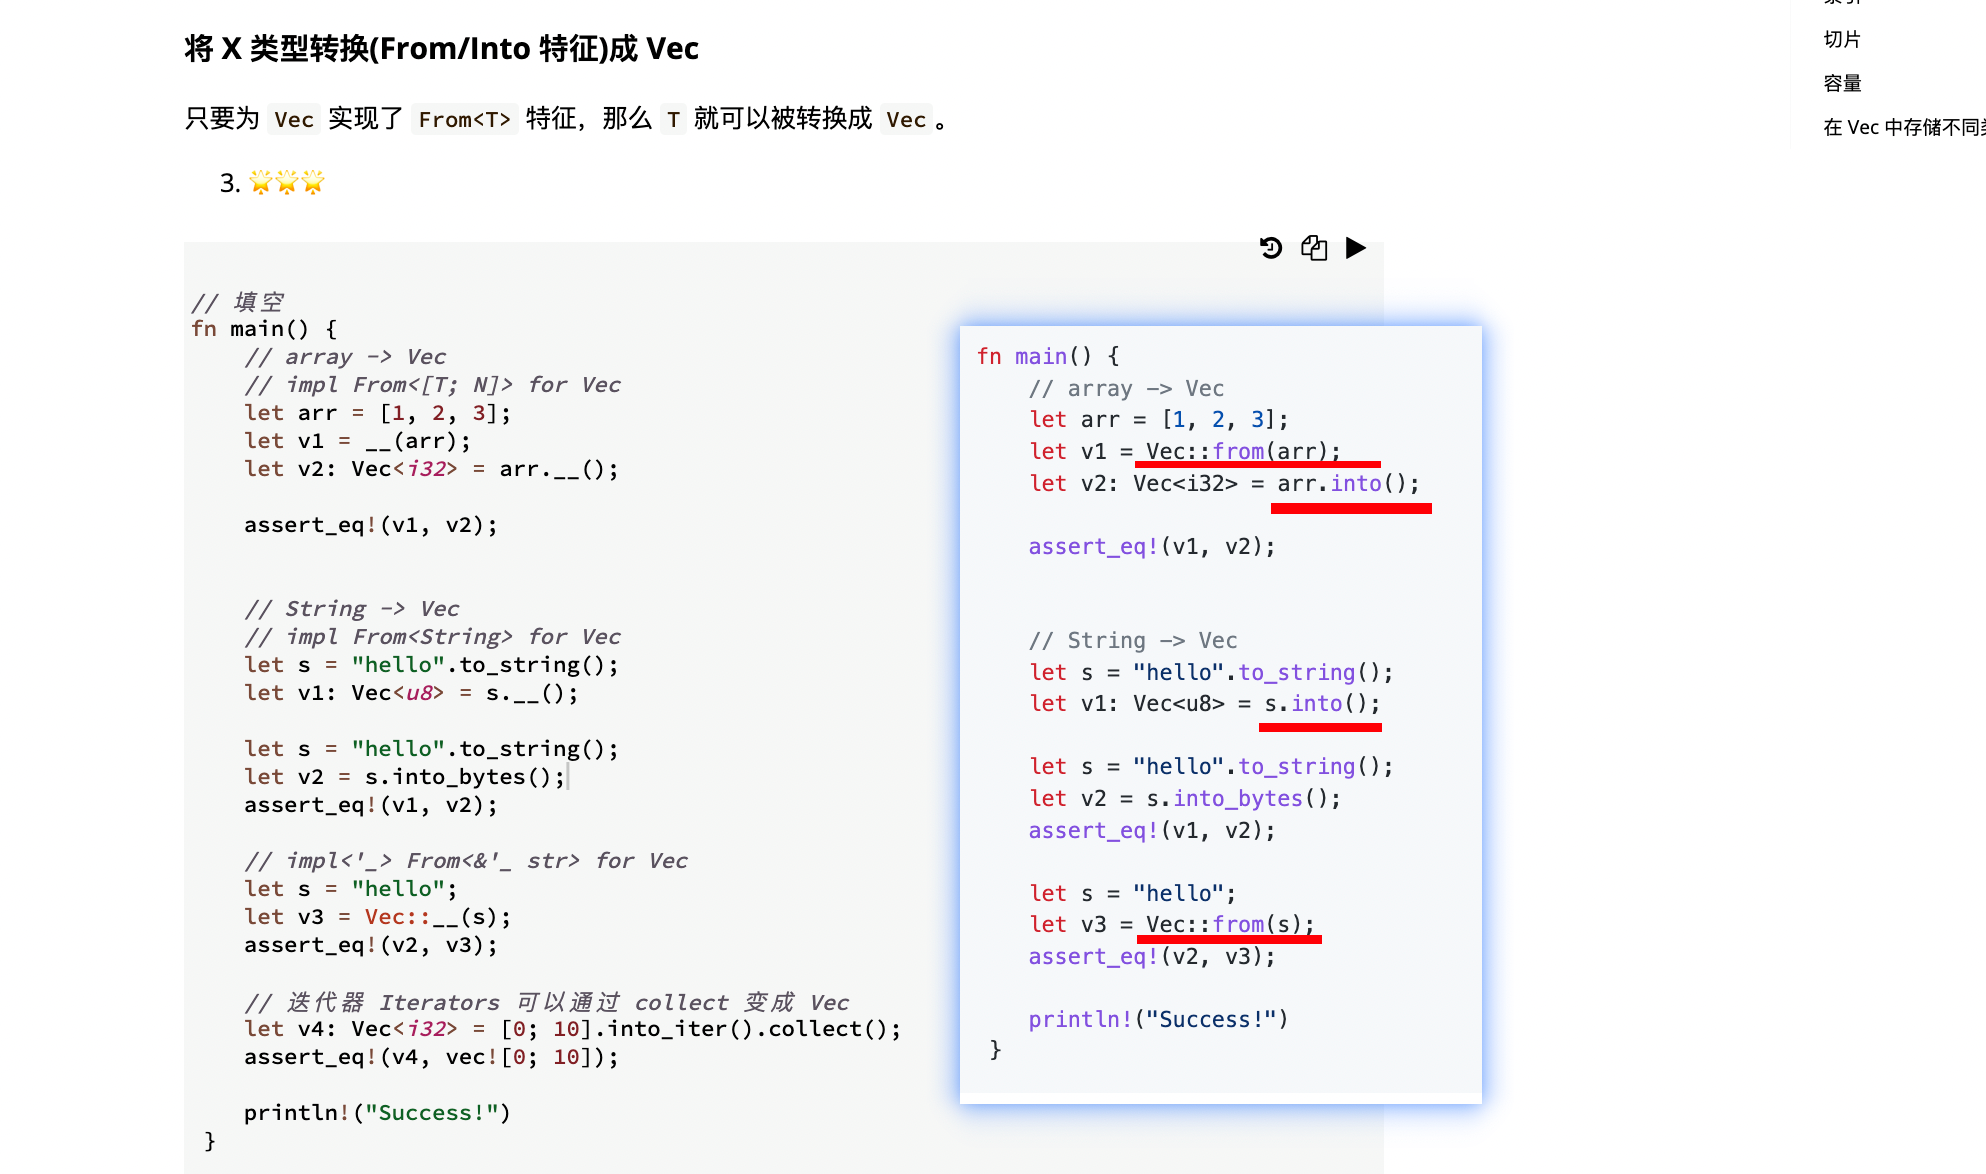 将 X 类型转换(From/Into 特征)成 Vec
只要为 Vec 实现了 From<T> 特征，那么 T 就可以被转换成 Vec。
3. 🌟🌟🌟
// 填空
fn main() {
    // array -> Vec
    // impl From<[T; N]> for Vec
    let arr = [1, 2, 3];
    let v1 = __(arr);
    let v2: Vec<i32> = arr.__();
    assert_eq!(v1, v2);
    // String -> Vec
    // impl From<String> for Vec
    let s = "hello".to_string();
    let v1: Vec<u8> = s.__();
    let s = "hello".to_string();
    let v2 = s.into_bytes();
    assert_eq!(v1, v2);
    // impl<'_> From<&'_ str> for Vec
    let s = "hello";
    let v3 = Vec::__(s);
    assert_eq!(v2, v3);
    // 迭代器 Iterators 可以通过 collect 变成 Vec
    let v4: Vec<i32> = [0; 10].into_iter().collect();
    assert_eq!(v4, vec![0; 10]);
    println!("Success!")
}
fn main() {
    // array -> Vec
    let arr = [1, 2, 3];
    let v1 = Vec::from(arr);
    let v2: Vec<i32> = arr.into();
    assert_eq!(v1, v2);
    // String -> Vec
    let s = "hello".to_string();
    let v1: Vec<u8> = s.into();
    let s = "hello".to_string();
    let v2 = s.into_bytes();
    assert_eq!(v1, v2);
    let s = "hello";
    let v3 = Vec::from(s);
    assert_eq!(v2, v3);
    println!("Success!")
}
切片
容量
在 Vec 中存储不同